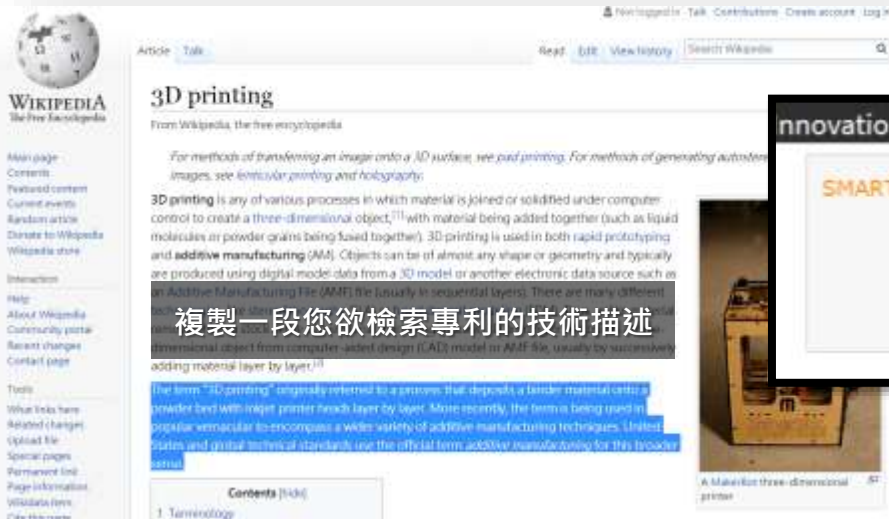 Not logged in Talk Contributions Create account Log in
Article Talk
Read Edit View history Search Wikipedia
WIKIPEDIA
The Free Encyclopedia
3D printing
From Wikipedia, the free encyclopedia
For methods of transferring an image onto a 3D surface, see pad printing. For methods of generating autostere
images, see lenticular printing and holography.
3D printing is any of various processes in which material is joined or solidified under computer
control to create a three-dimensional object,[1] with material being added together (such as liquid
molecules or powder grains being fused together). 3D printing is used in both rapid prototyping
and additive manufacturing (AM). Objects can be of almost any shape or geometry and typically
are produced using digital model data from a 3D model or another electronic data source such as
an Additive Manufacturing File (AMF) file (usually in sequential layers). There are many different
複製一段您欲檢索專利的技術描述
dimensional object from computer-aided design (CAD) model or AMF file, usually by successively
adding material layer by layer.[2]
The term "3D printing" originally referred to a process that deposits a binder material onto a
powder bed with inkjet printer heads layer by layer. More recently, the term is being used in
popular vernacular to encompass a wider variety of additive manufacturing techniques. United
States and global technical standards use the official term additive manufacturing for this broader
sense.
Contents [hide]
1 Terminology
Main page
Contents
Featured content
Current events
Random article
Donate to Wikipedia
Wikipedia store
Interaction
Help
About Wikipedia
Community portal
Recent changes
Contact page
Tools
What links here
Related changes
Upload file
Special pages
Permanent link
Page information
Wikidata item
Cite this page
nnovatio
SMART
A MakerBot three-dimensional
printer